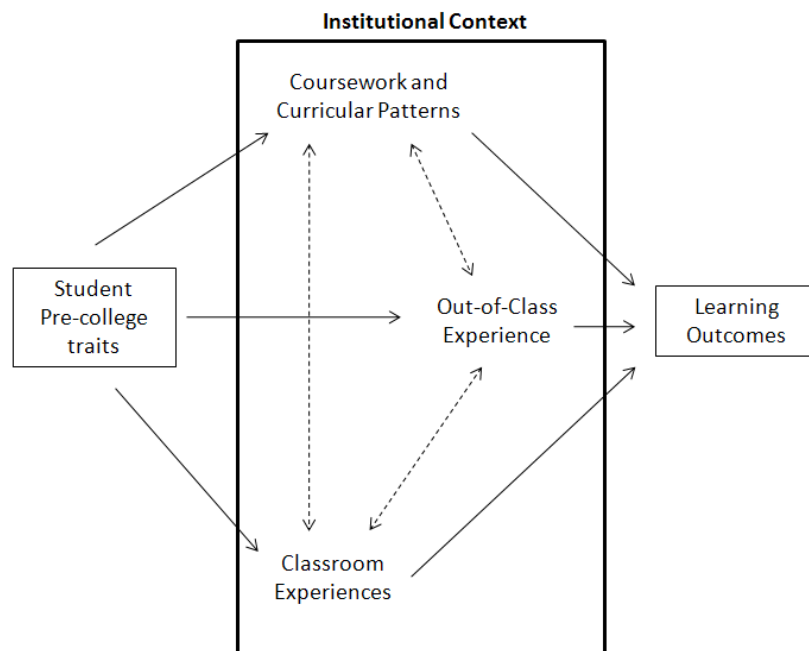 Institutional Context
Coursework and
Curricular Patterns
Student
Pre-college
traits
Out-of-Class
Experience
Learning
Outcomes
Classroom
Experiences